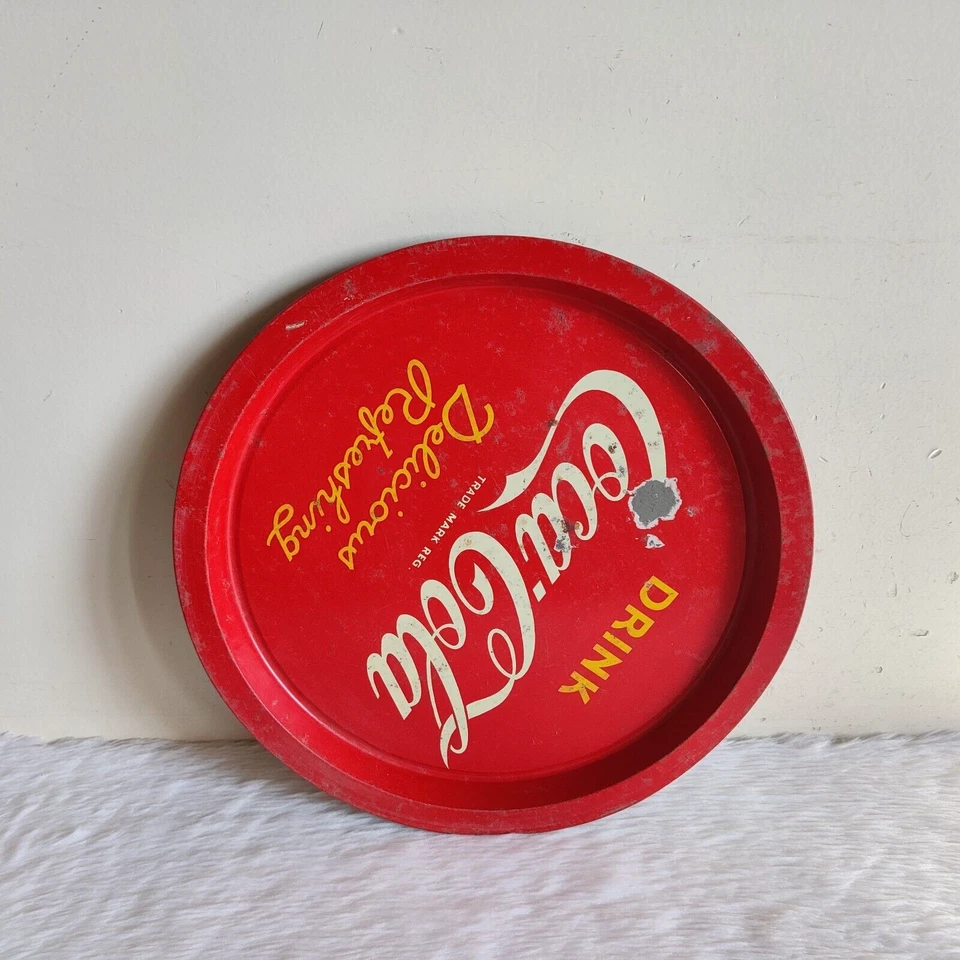 DRINK
Coca-Cola
TRADE MARK REG.
Delicious
Refreshing